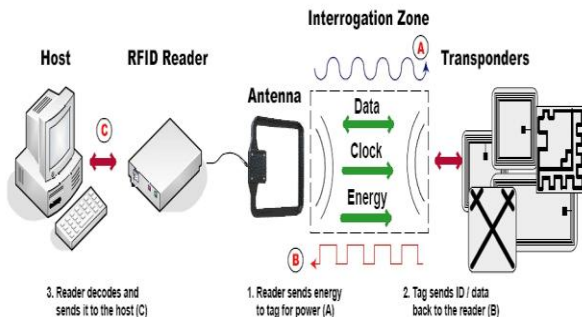 Interrogation Zone
Host
RFID Reader
A
Transponders
Antenna
Data
C
Clock
Energy
B
3. Reader decodes and
sends it to the host (C)
1. Reader sends energy
to tag for power (A)
2. Tag sends ID / data
back to the reader (B)